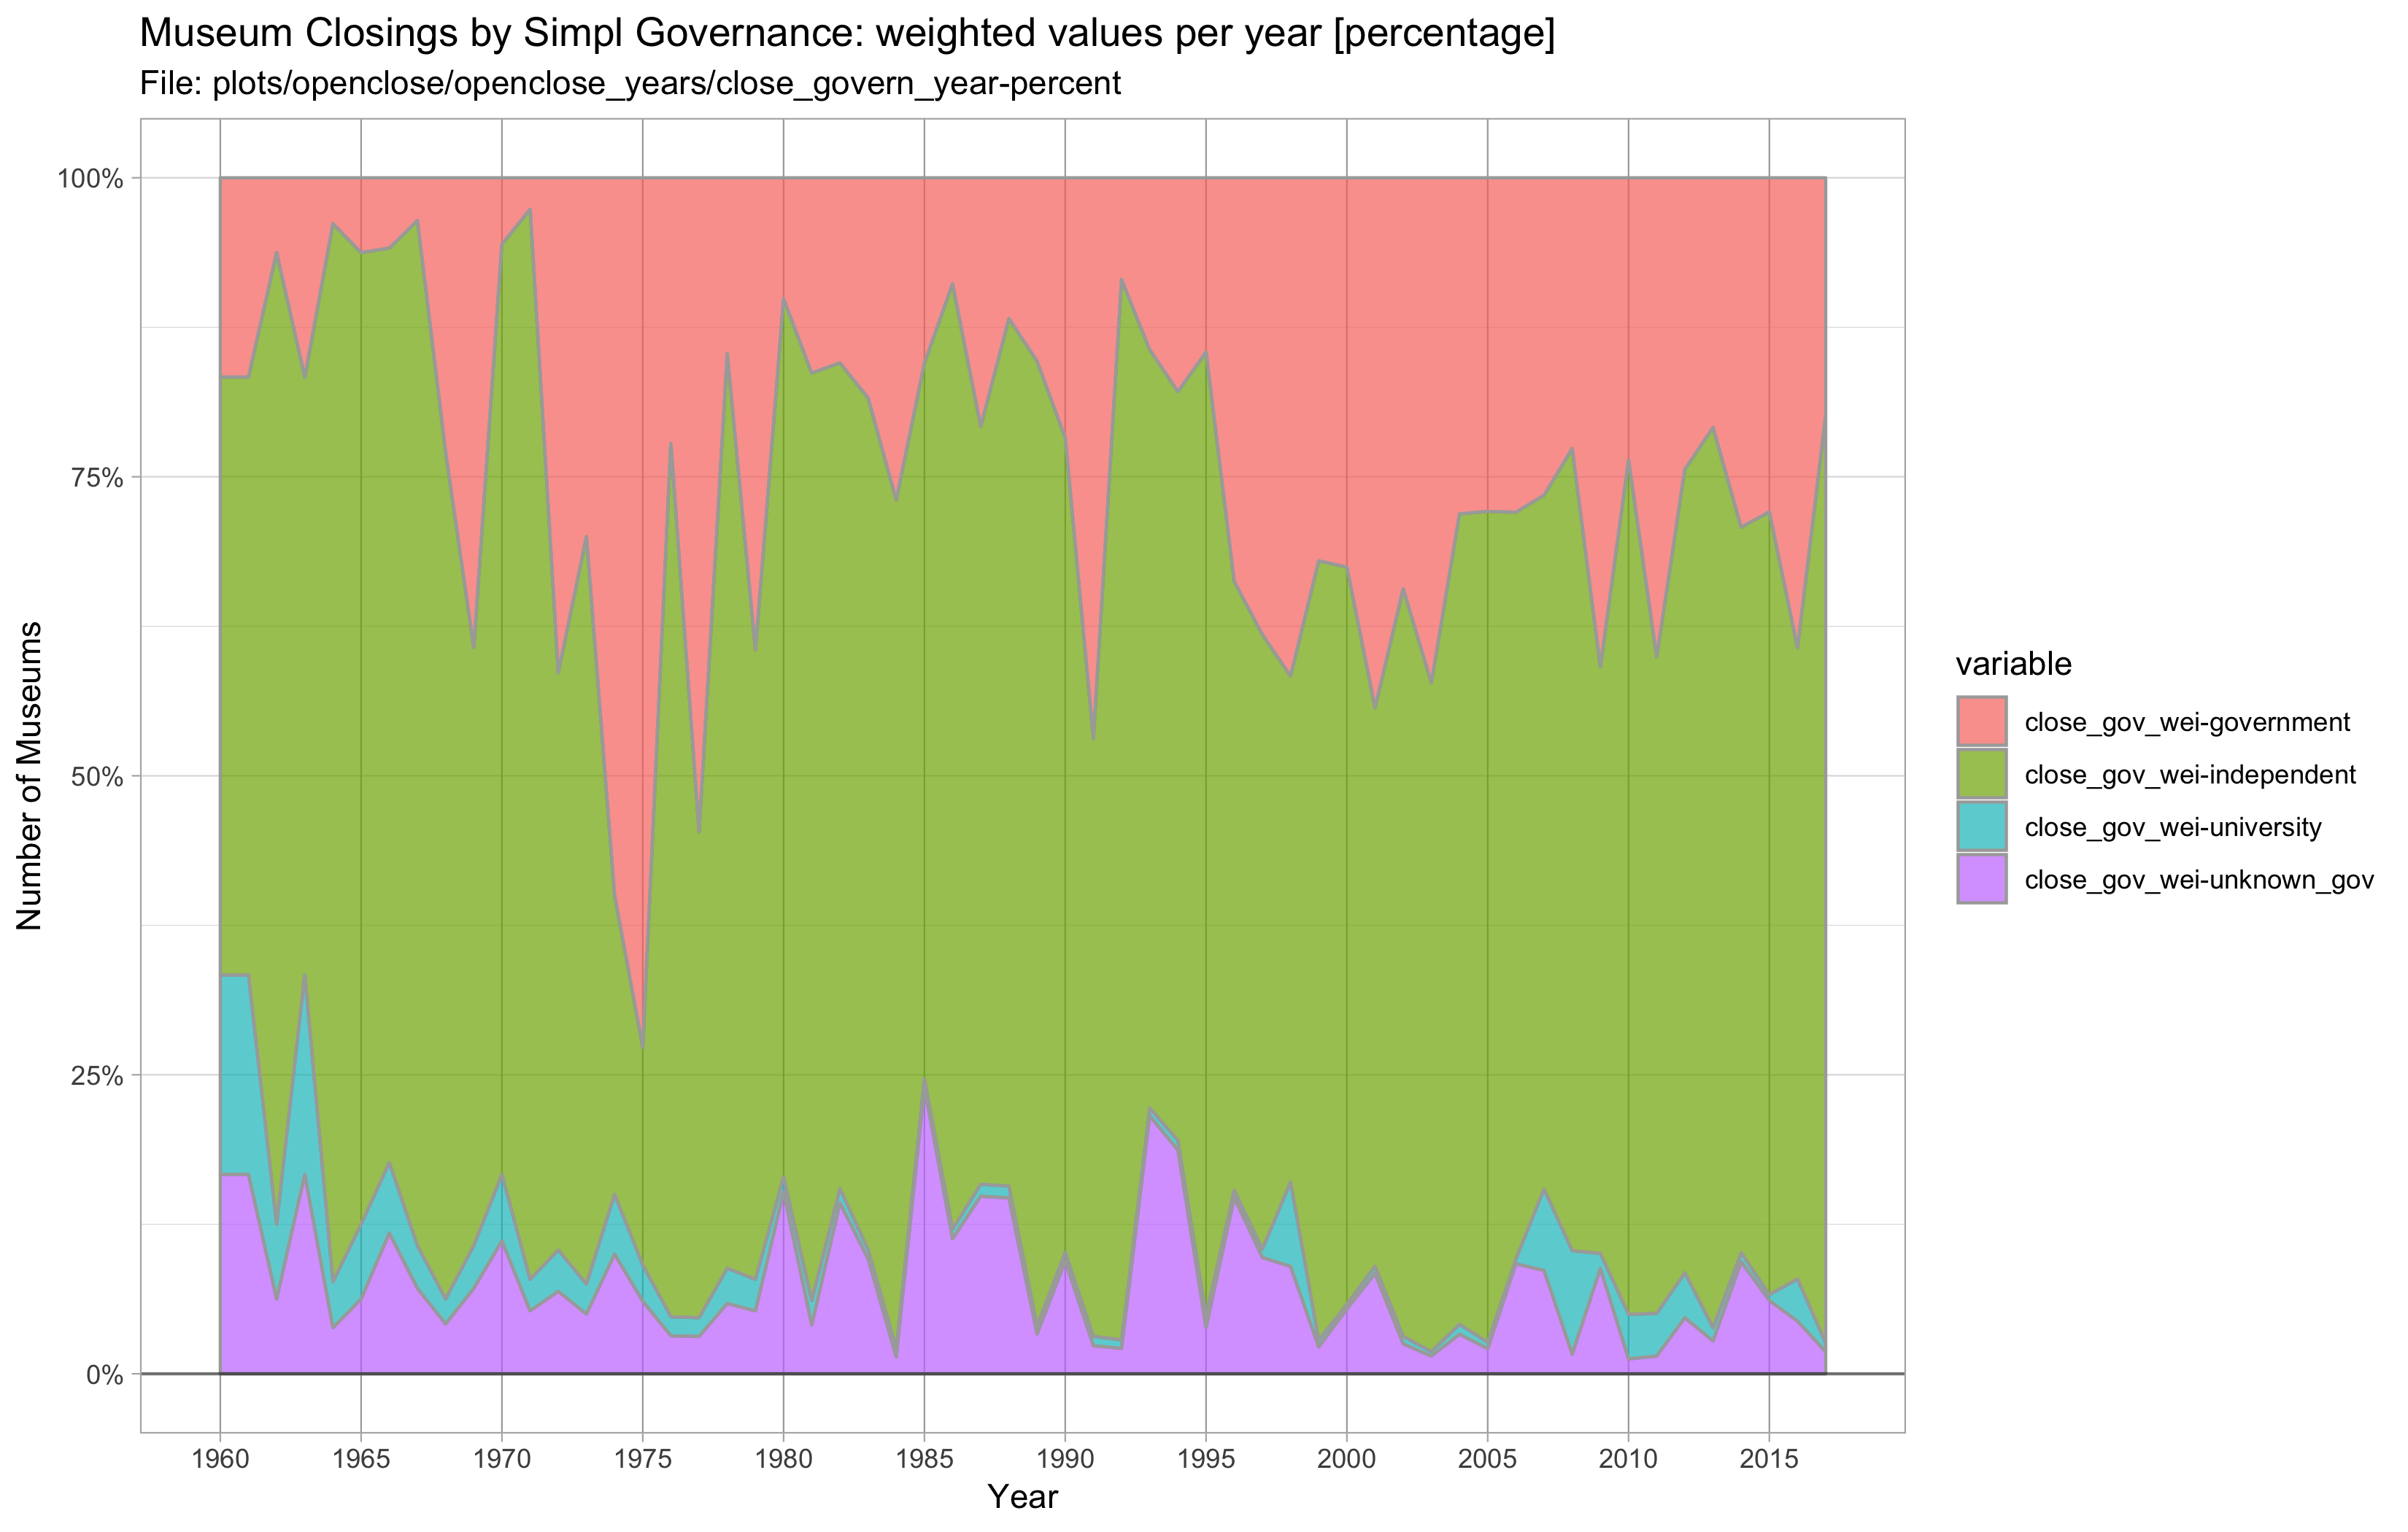 Museum Closings by Simpl Governance: weighted values per year [percentage]
File: plots/openclose/openclose_years/close_govern_year-percent
Number of Museums
100%
75%
50%
25%
0%
1960 1965 1970 1975 1980 1985 1990 1995 2000 2005 2010 2015
Year
variable
close_gov_wei-government
close_gov_wei-independent
close_gov_wei-university
close_gov_wei-unknown_gov